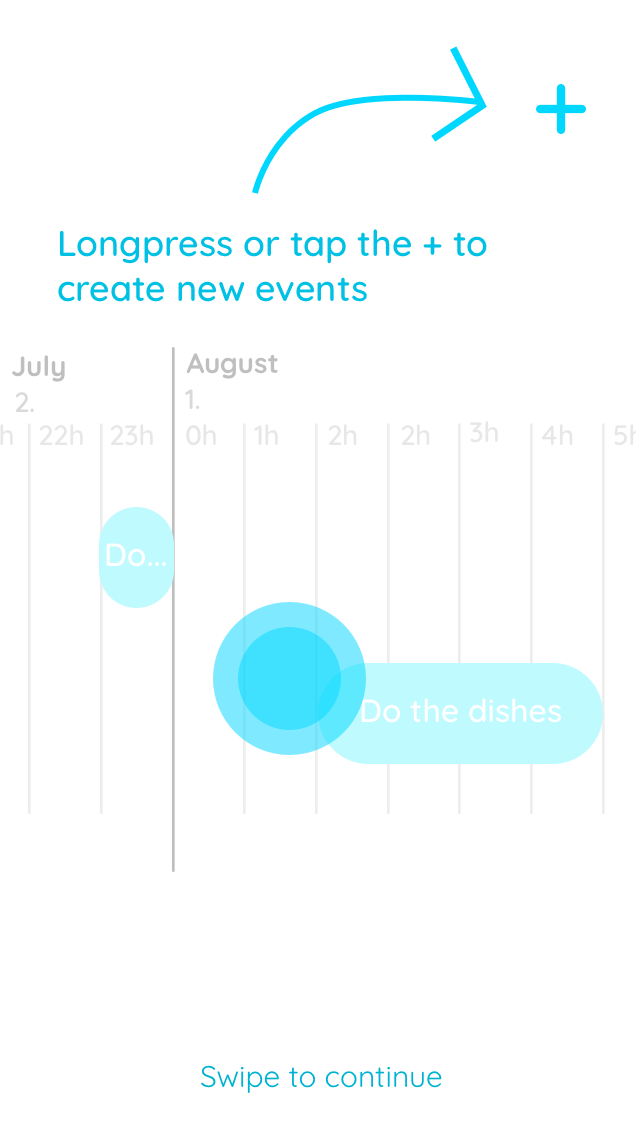 +
Longpress or tap the + to
create new events
July
August
2.
1.
h 22h 23h 0h 1h 2h 2h 3h 4h 5h
Do...
Do the dishes
Swipe to continue